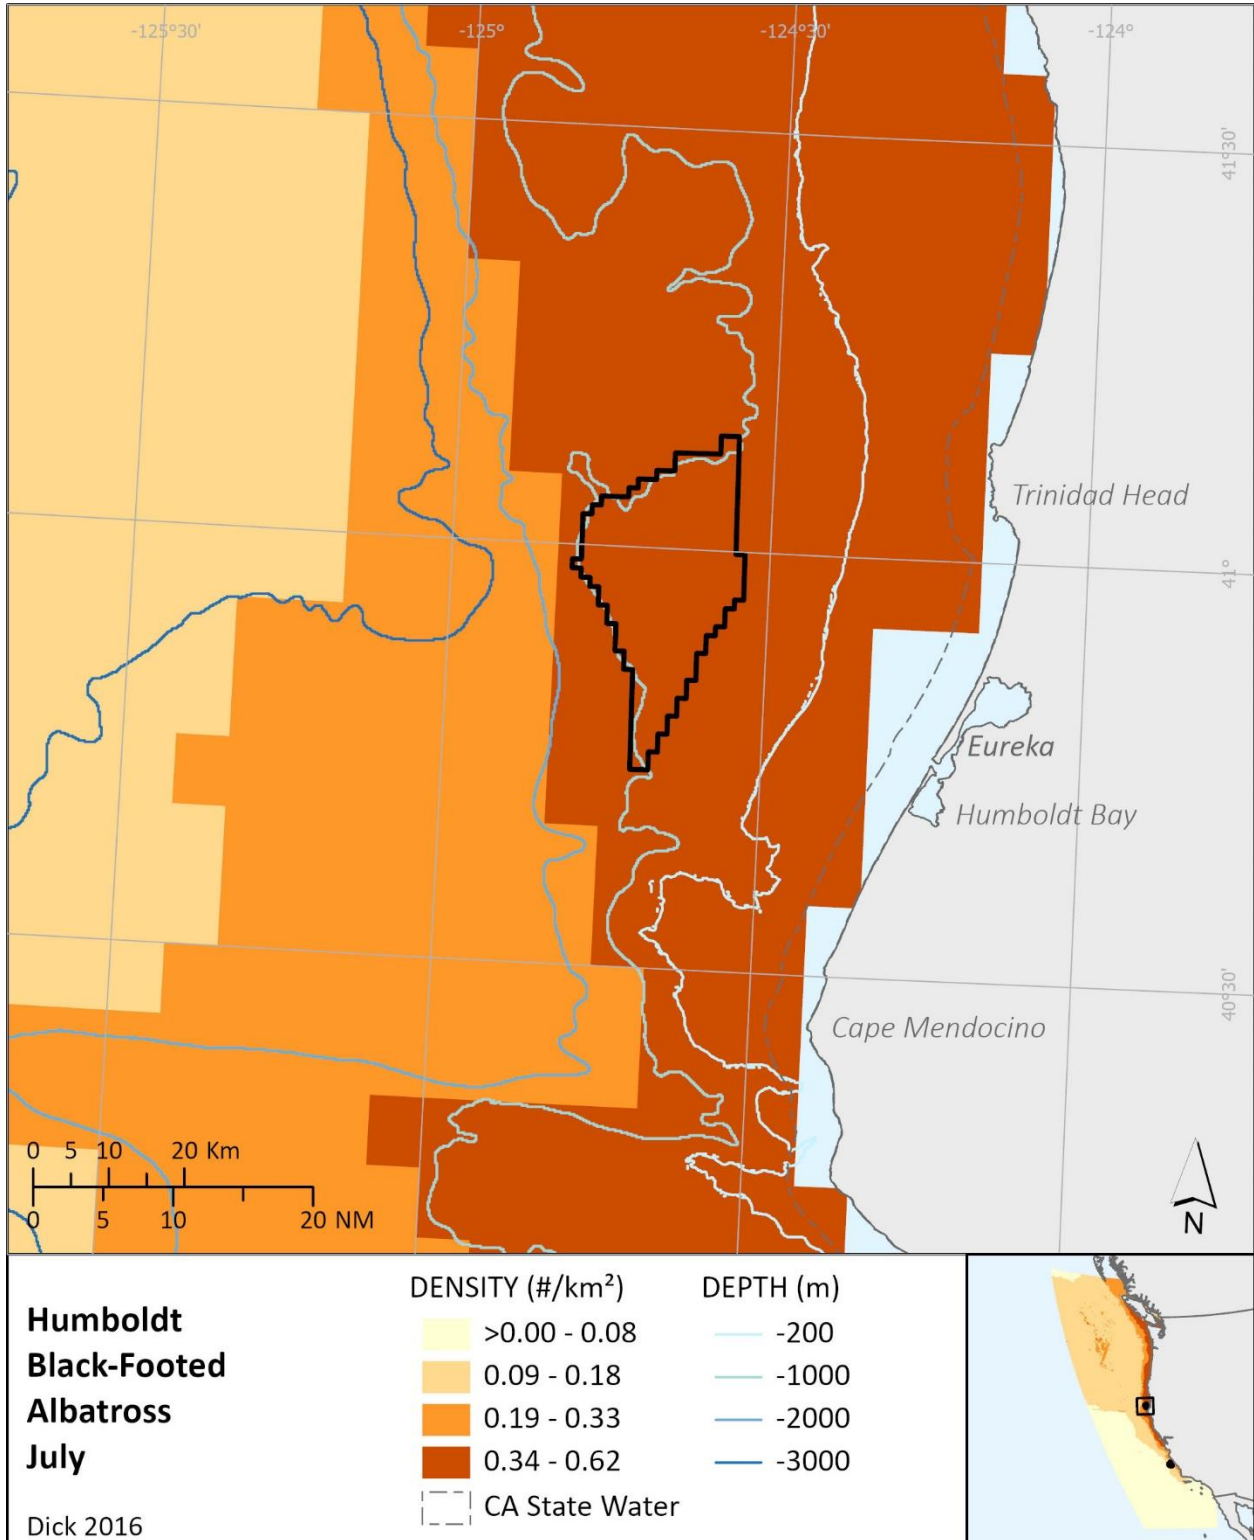 -125°30'
-125°
-124°30'
-124°
41°30'
Trinidad Head
41°
Eureka
Humboldt Bay
40°30'
Cape Mendocino
0 5 10 20 Km
0 5 10 20 NM
N
Humboldt
Black-Footed
Albatross
July
Dick 2016
DENSITY (#/km²)
>0.00 - 0.08
0.09 - 0.18
0.19 - 0.33
0.34 - 0.62
CA State Water
DEPTH (m)
-200
-1000
-2000
-3000